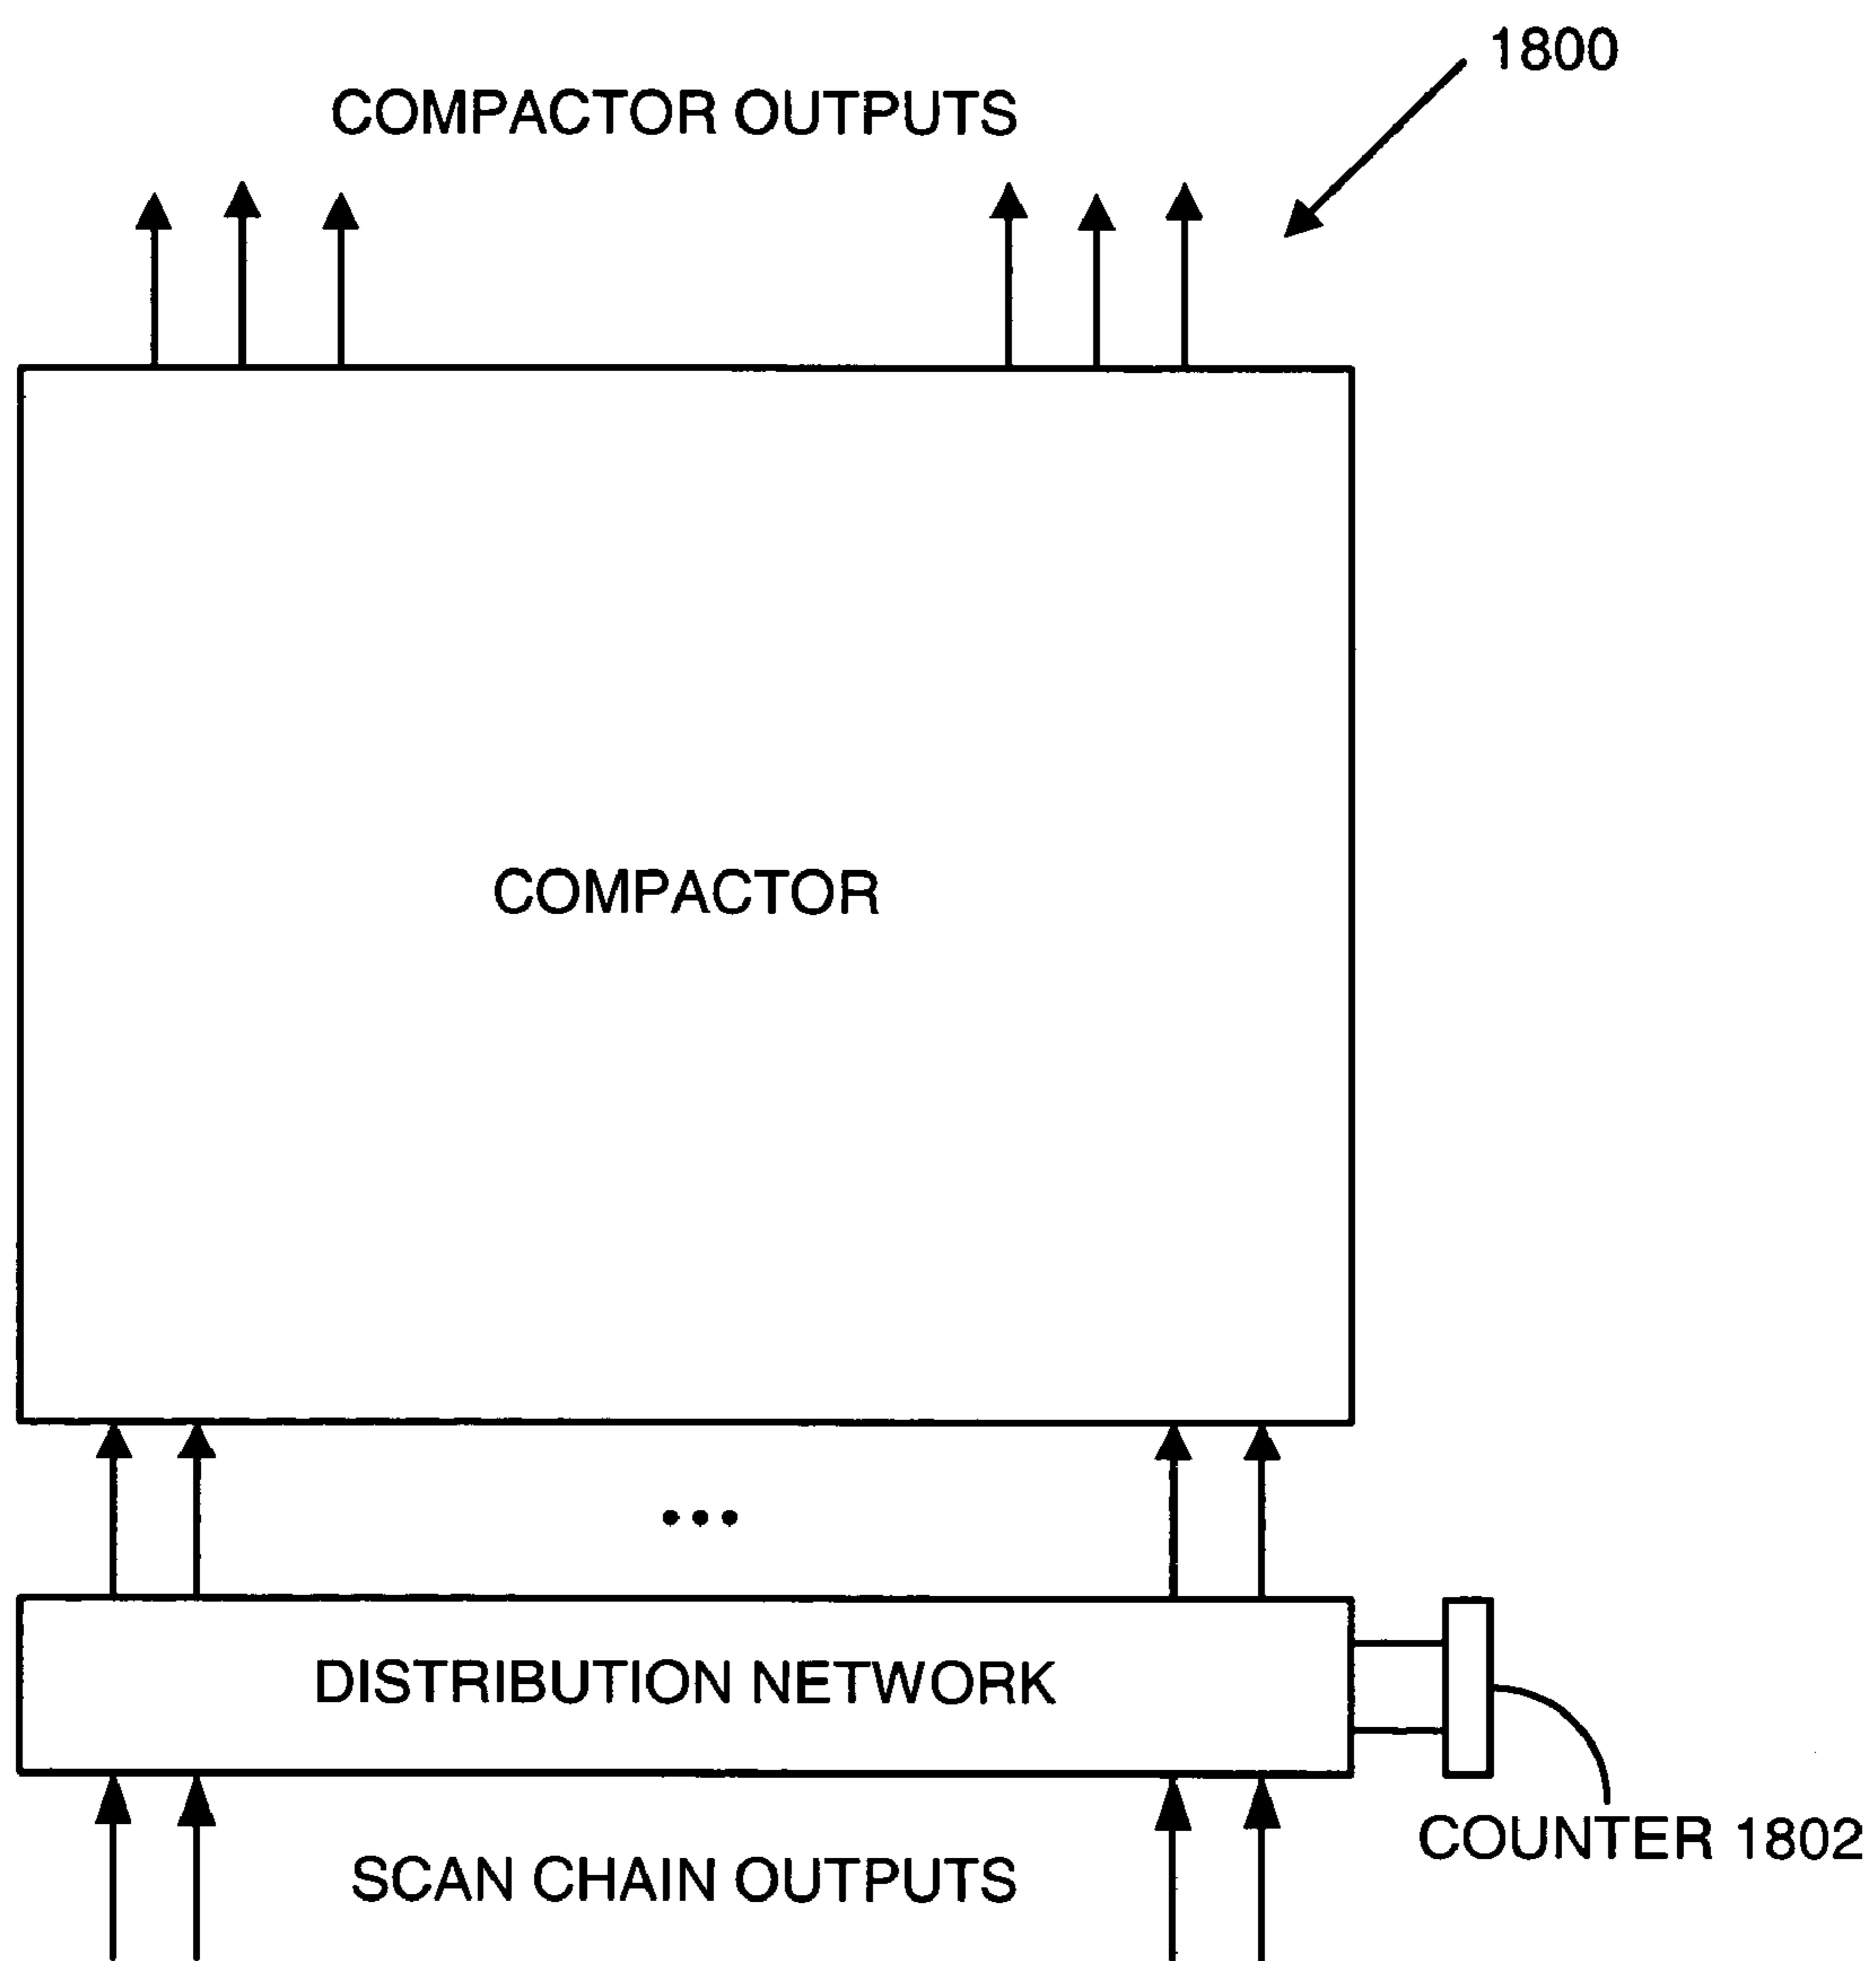 1800
COMPACTOR OUTPUTS
COMPACTOR
DISTRIBUTION NETWORK
COUNTER 1802
SCAN CHAIN OUTPUTS